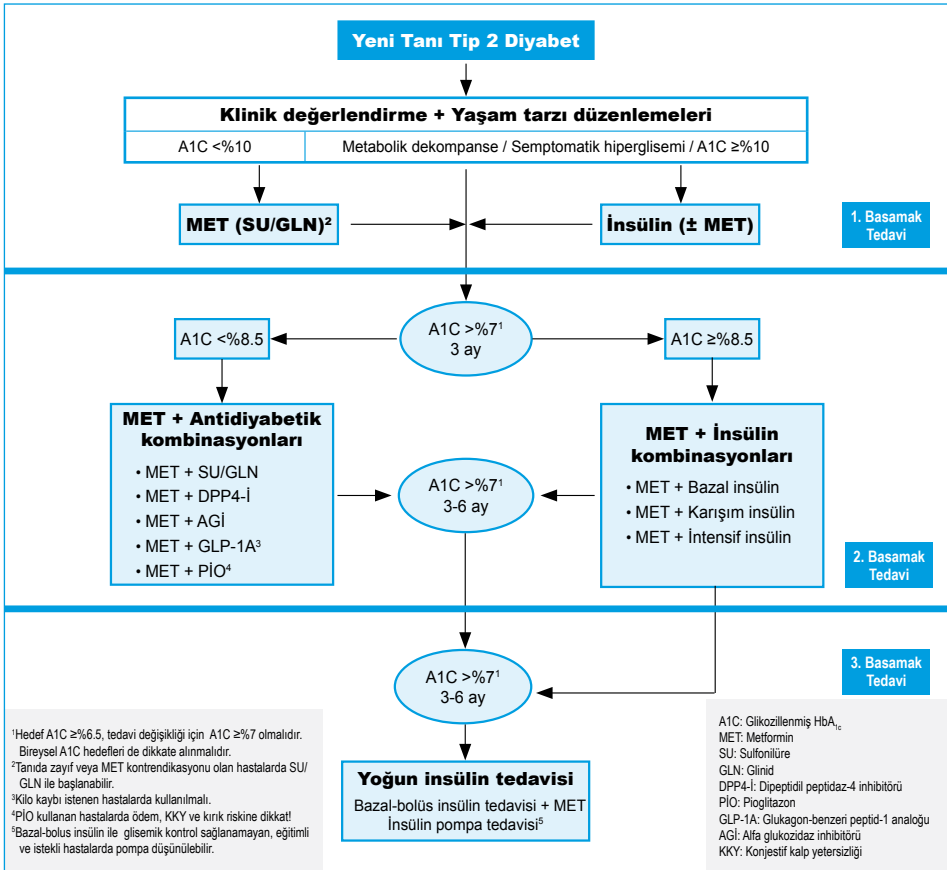 Yeni Tanı Tip 2 Diyabet
Klinik değerlendirme + Yaşam tarzı düzenlemeleri
A1C <%10
Metabolik dekompanse / Semptomatik hiperglisemi / A1C ≥%10
MET (SU/GLN)²
İnsülin (± MET)
1. Basamak
Tedavi
A1C <%8.5
A1C >%7¹
3 ay
A1C ≥%8.5
MET + Antidiyabetik
kombinasyonları
• MET + SU/GLN
• MET + DPP4-İ
• MET + AGİ
• MET + GLP-1A³
• MET + PİO⁴
A1C >%7¹
3-6 ay
MET + İnsülin
kombinasyonları
• MET + Bazal insülin
• MET + Karışım insülin
• MET + İntensif insülin
2. Basamak
Tedavi
A1C >%7¹
3-6 ay
3. Basamak
Tedavi
¹Hedef A1C ≥%6.5, tedavi değişikliği için A1C ≥%7 olmalıdır.
Bireysel A1C hedefleri de dikkate alınmalıdır.
²Tanıda zayıf veya MET kontrendikasyonu olan hastalarda SU/
GLN ile başlanabilir.
³Kilo kaybı istenen hastalarda kullanılmalı.
⁴PİO kullanan hastalarda ödem, KKY ve kırık riskine dikkat!
⁵Bazal-bolus insülin ile glisemik kontrol sağlanamayan, eğitimli
ve istekli hastalarda pompa düşünülebilir.
Yoğun insülin tedavisi
Bazal-bolüs insülin tedavisi + MET
İnsülin pompa tedavisi⁵
A1C: Glikozillenmiş HbA₁c
MET: Metformin
SU: Sulfonilüre
GLN: Glinid
DPP4-İ: Dipeptidil peptidaz-4 inhibitörü
PİO: Pioglitazon
GLP-1A: Glukagon-benzeri peptid-1 analoğu
AGİ: Alfa glukozidaz inhibitörü
KKY: Konjestif kalp yetersizliği